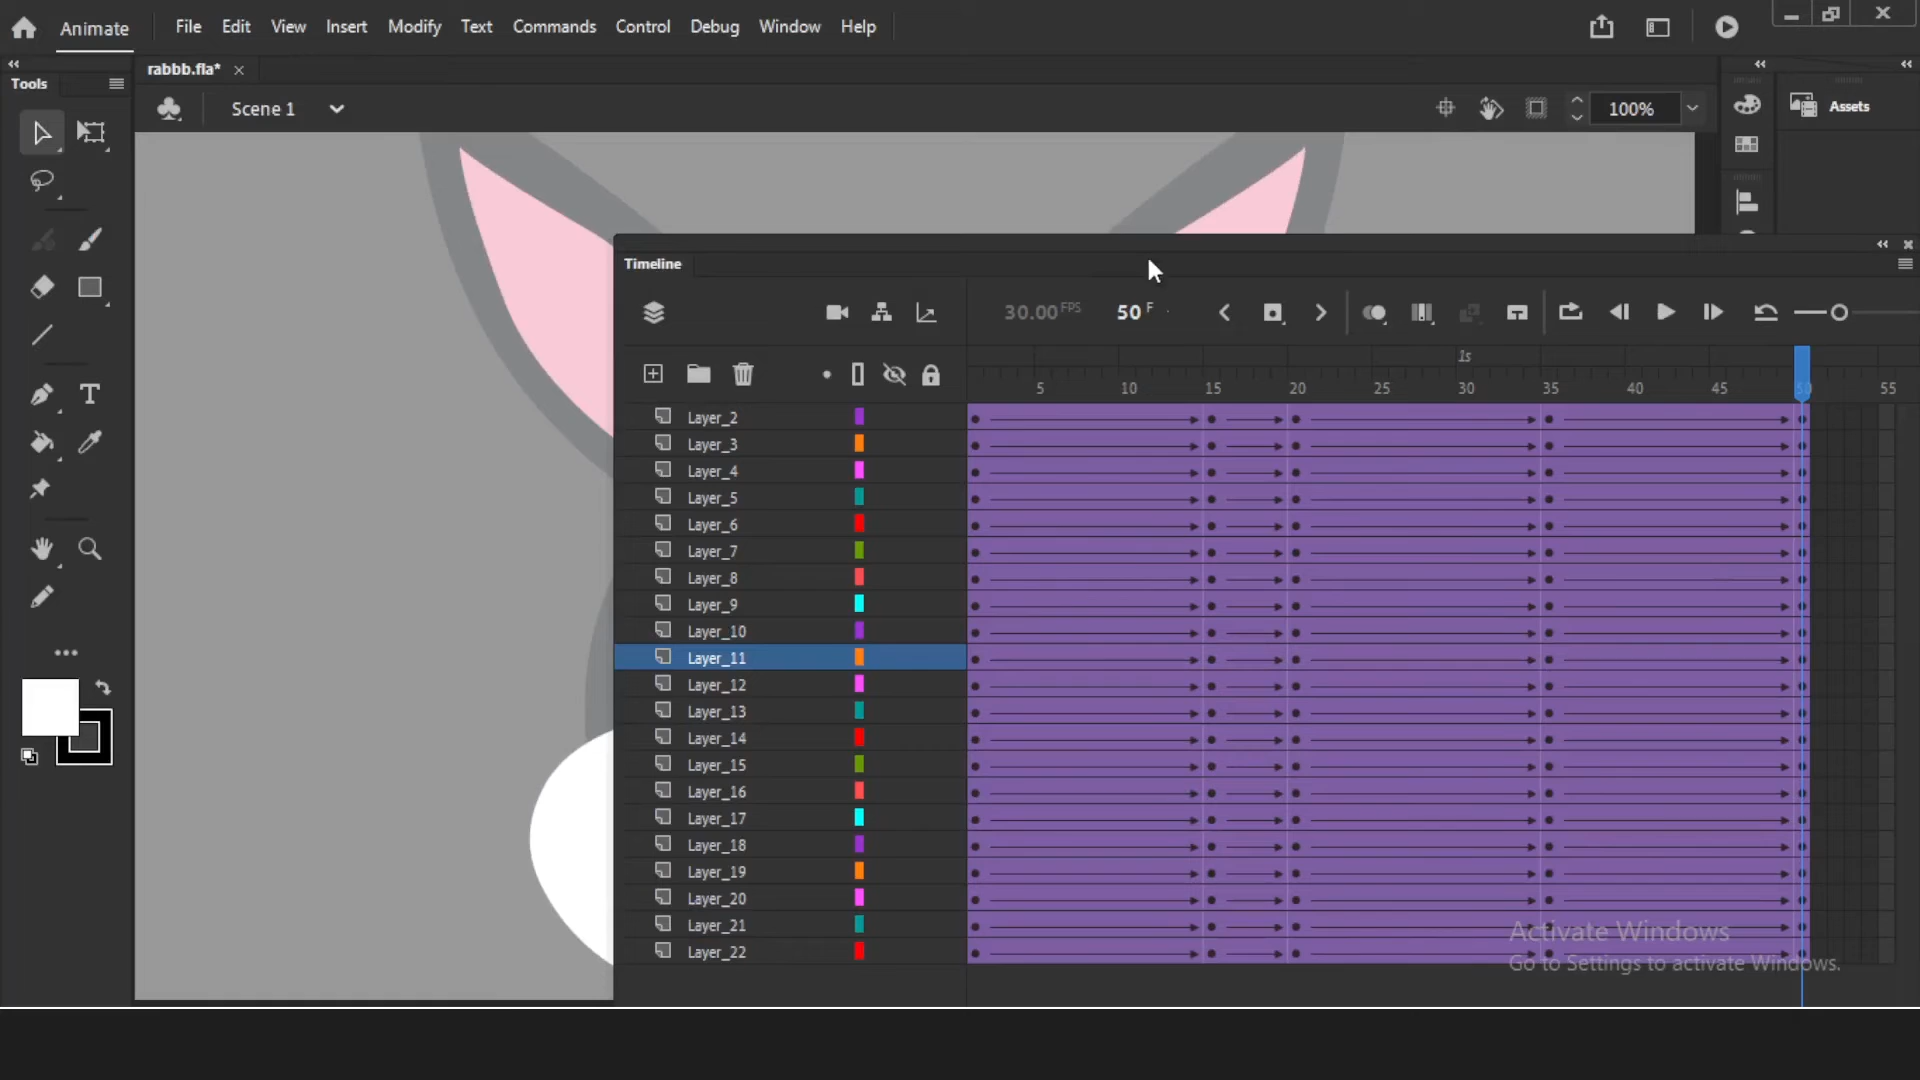 Animate File Edit View Insert Modify Text Commands Control Debug Window Help
rabbb.fla*
Tools
Scene 1 100% Assets
Timeline
30.00 FPS 50 F
1s
5 10 15 20 25 30 35 40 45 50 55
Layer_2
Layer_3
Layer_4
Layer_5
Layer_6
Layer_7
Layer_8
Layer_9
Layer_10
Layer_11
Layer_12
Layer_13
Layer_14
Layer_15
Layer_16
Layer_17
Layer_18
Layer_19
Layer_20
Layer_21
Layer_22
Activate Windows
Go to Settings to activate Windows.